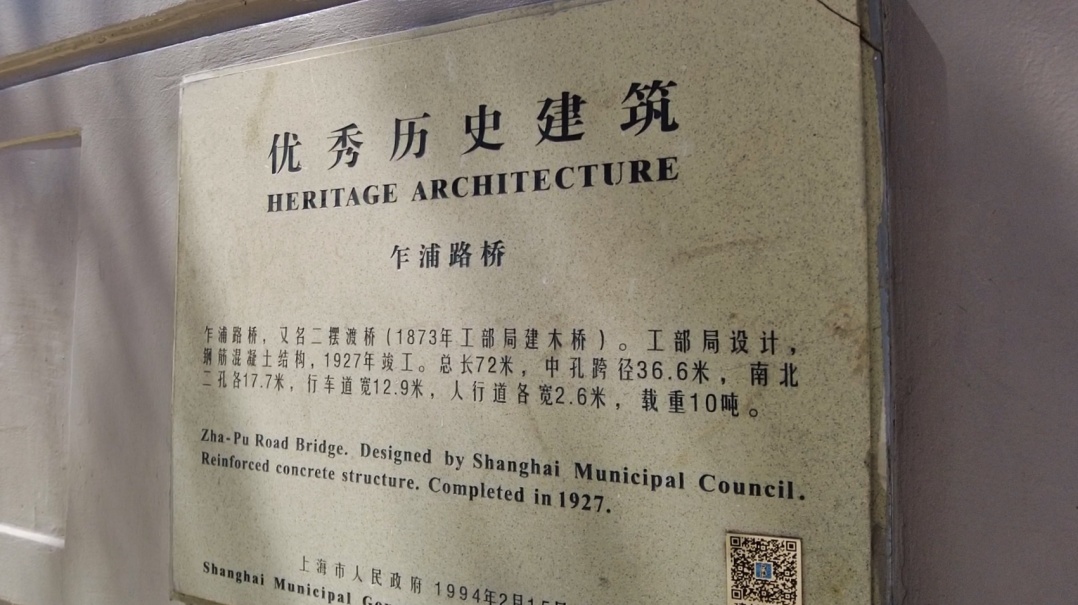 优秀历史建筑
HERITAGE ARCHITECTURE
乍浦路桥
乍浦路桥，又名二摆渡桥（1873年工部局建木桥）。工部局设计，
钢筋混凝土结构，1927年竣工。总长72米，中孔跨径36.6米，南北
二孔各17.7米，行车道宽12.9米，人行道各宽2.6米，载重10吨。
Zha-Pu Road Bridge. Designed by Shanghai Municipal Council.
Reinforced concrete structure. Completed in 1927.
上海市人民政府 1994年2月15日
Shanghai Municipal